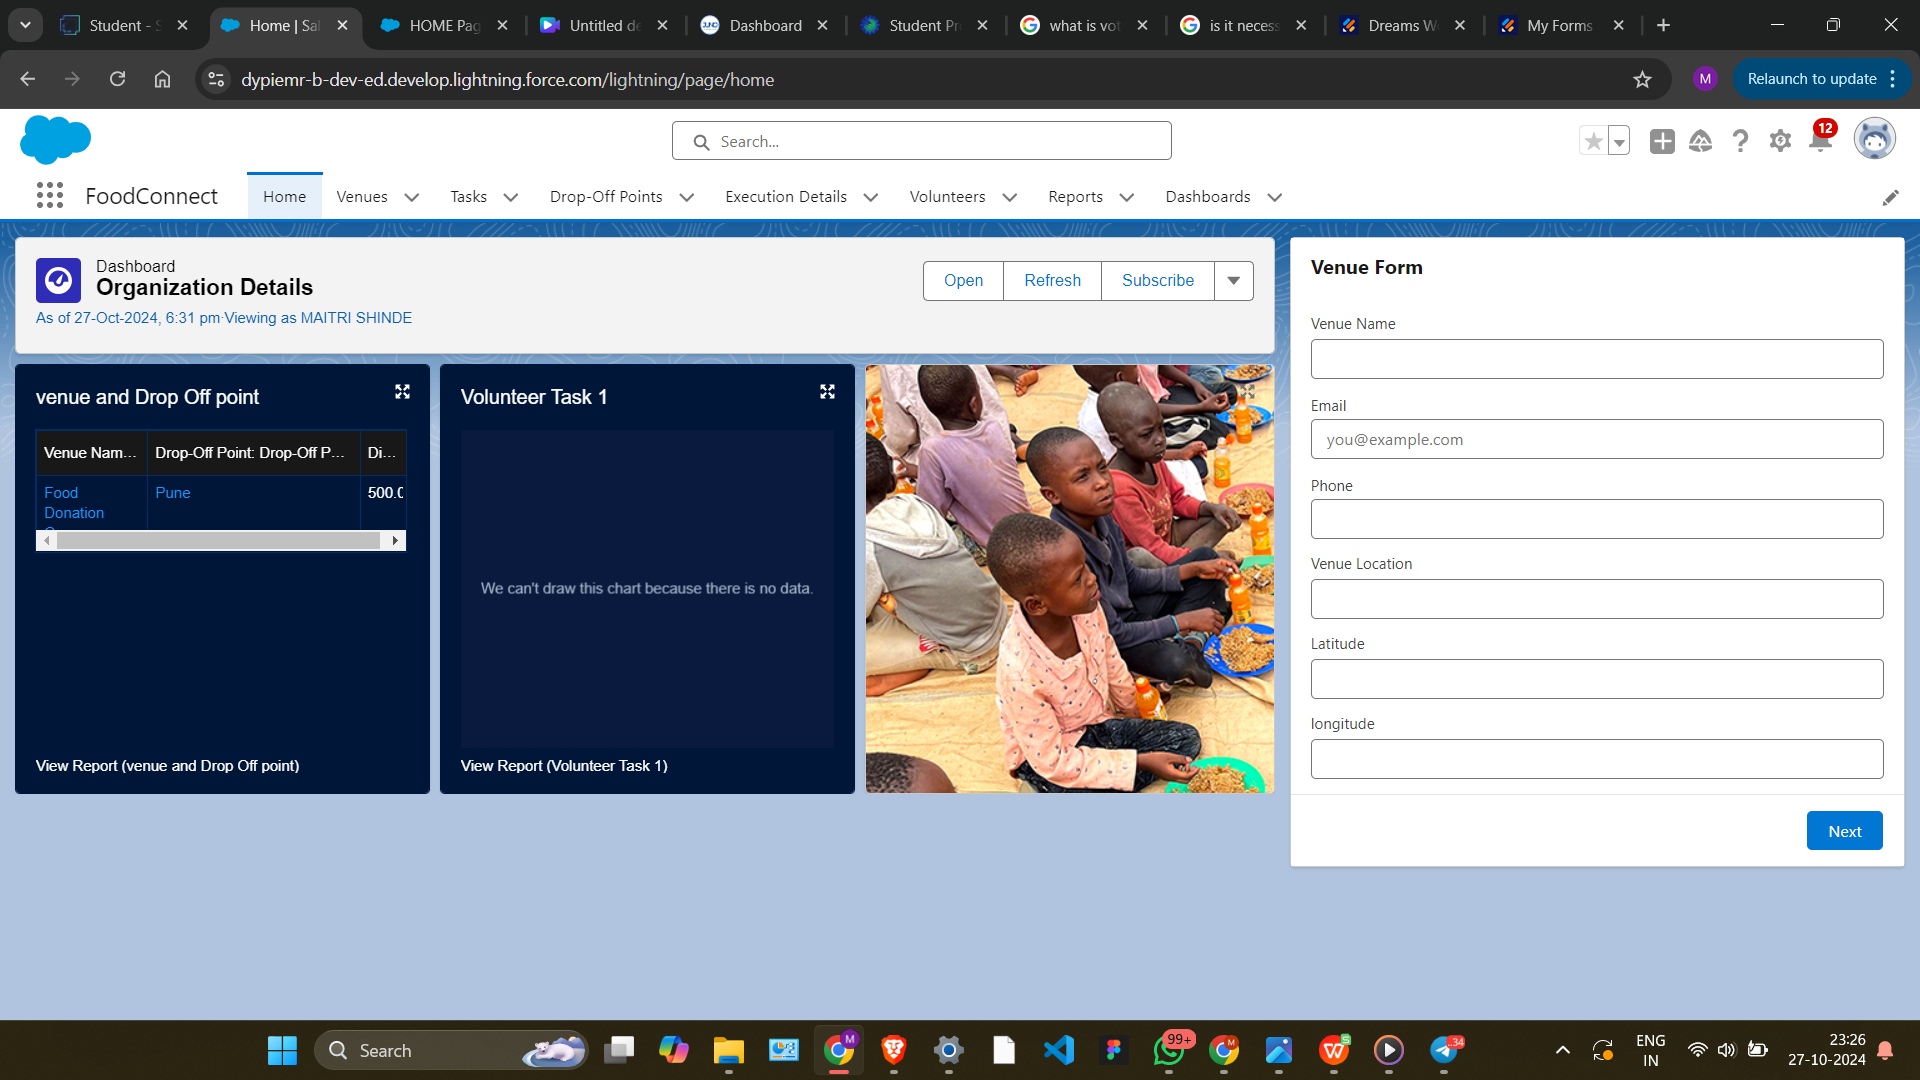 Student - S
Home | Sal
HOME Pag
Untitled de
Dashboard
Student Pr
what is vot
is it necess
Dreams W
My Forms
dypiemr-b-dev-ed.develop.lightning.force.com/lightning/page/home
M
Relaunch to update
Search...
12
FoodConnect
Home
Venues
Tasks
Drop-Off Points
Execution Details
Volunteers
Reports
Dashboards
Dashboard
Organization Details
As of 27-Oct-2024, 6:31 pm·Viewing as MAITRI SHINDE
Open
Refresh
Subscribe
venue and Drop Off point
Venue Nam...
Drop-Off Point: Drop-Off P...
Di...
Food
Donation
Pune
500.0
View Report (venue and Drop Off point)
Volunteer Task 1
We can't draw this chart because there is no data.
View Report (Volunteer Task 1)
Venue Form
Venue Name
Email
you@example.com
Phone
Venue Location
Latitude
longitude
Next
Search
M
99+
M
S
34
ENG
IN
23:26
27-10-2024